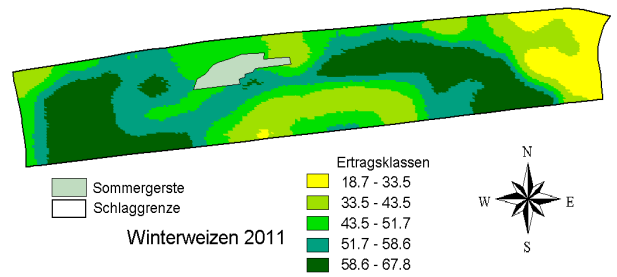 Ertragsklassen
18.7 - 33.5
33.5 - 43.5
43.5 - 51.7
51.7 - 58.6
58.6 - 67.8
Sommergerste
Schlaggrenze
Winterweizen 2011
N
W E
S